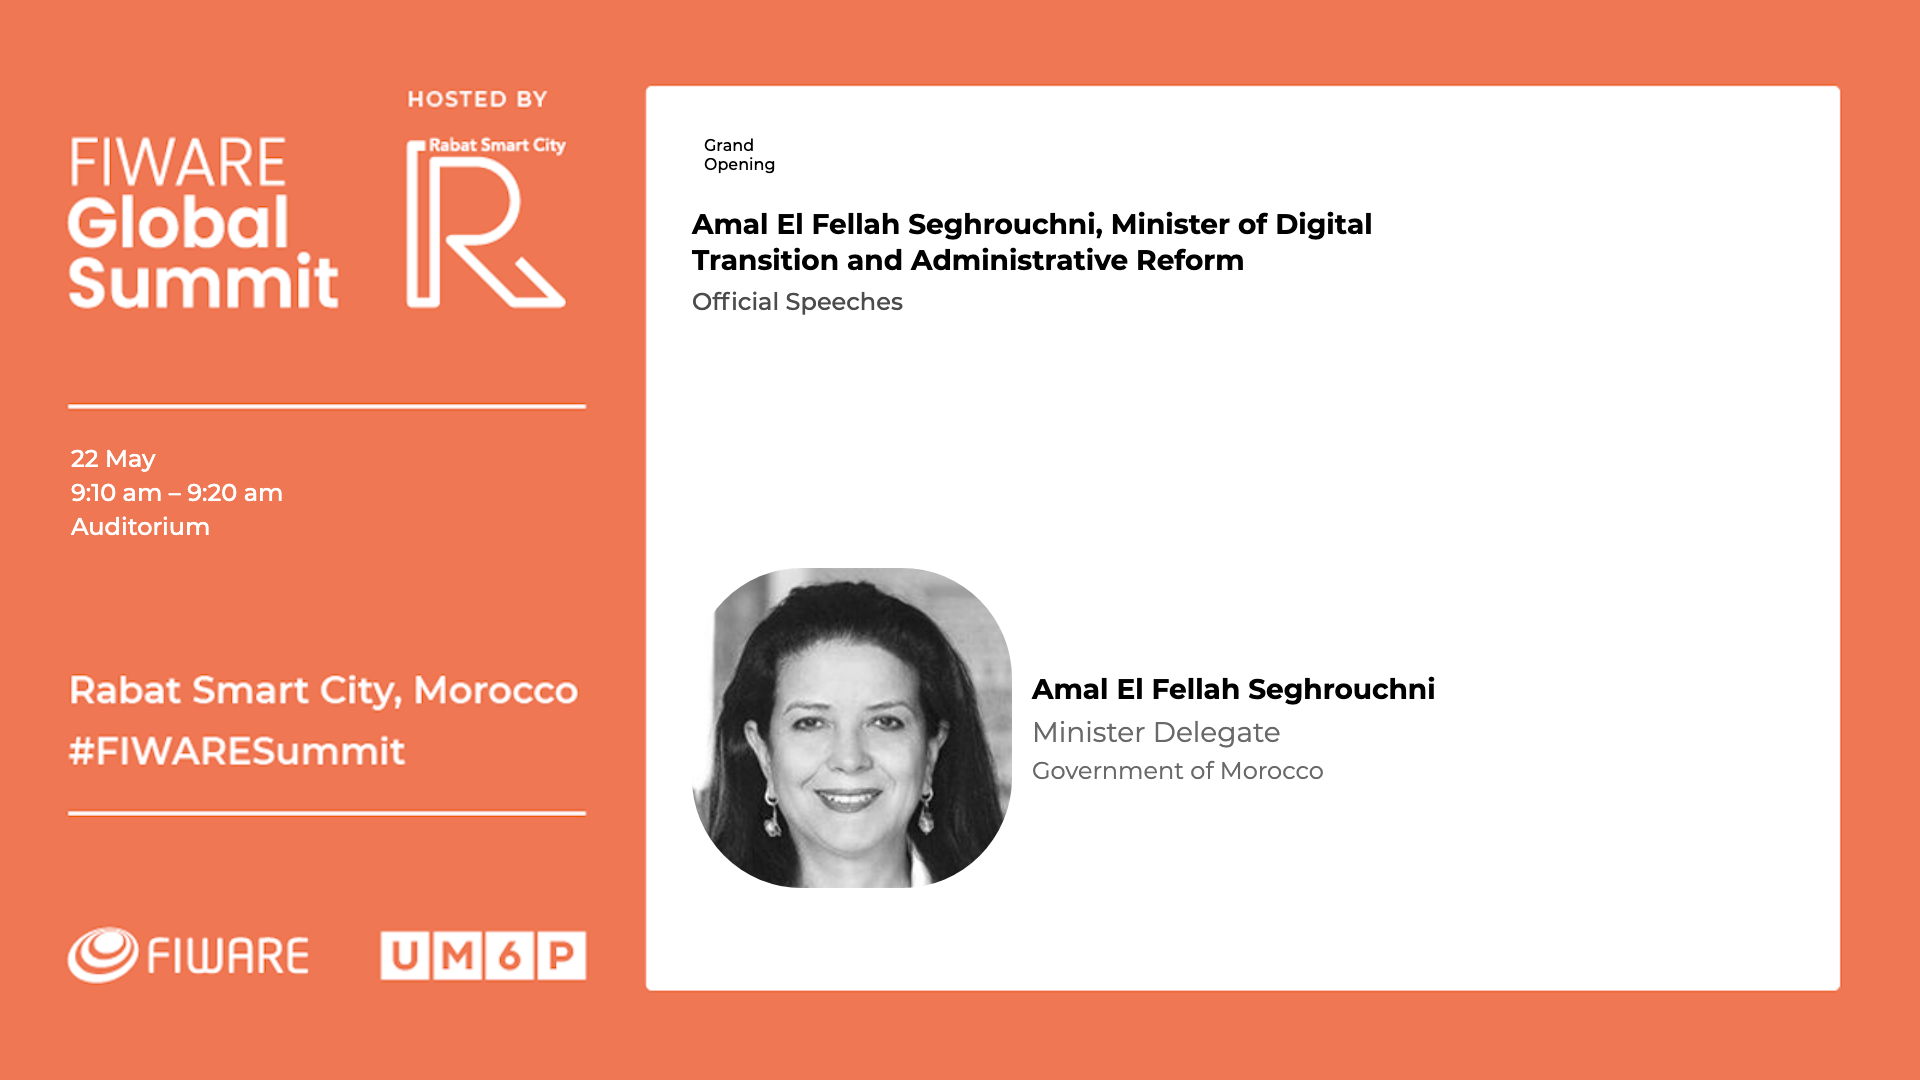 HOSTED BY
FIWARE
Global
Summit
Rabat Smart City
R
22 May
9:10 am – 9:20 am
Auditorium
Rabat Smart City, Morocco
#FIWARESummit
FIWARE
UM6P
Grand
Opening
Amal El Fellah Seghrouchni, Minister of Digital
Transition and Administrative Reform
Official Speeches
Amal El Fellah Seghrouchni
Minister Delegate
Government of Morocco